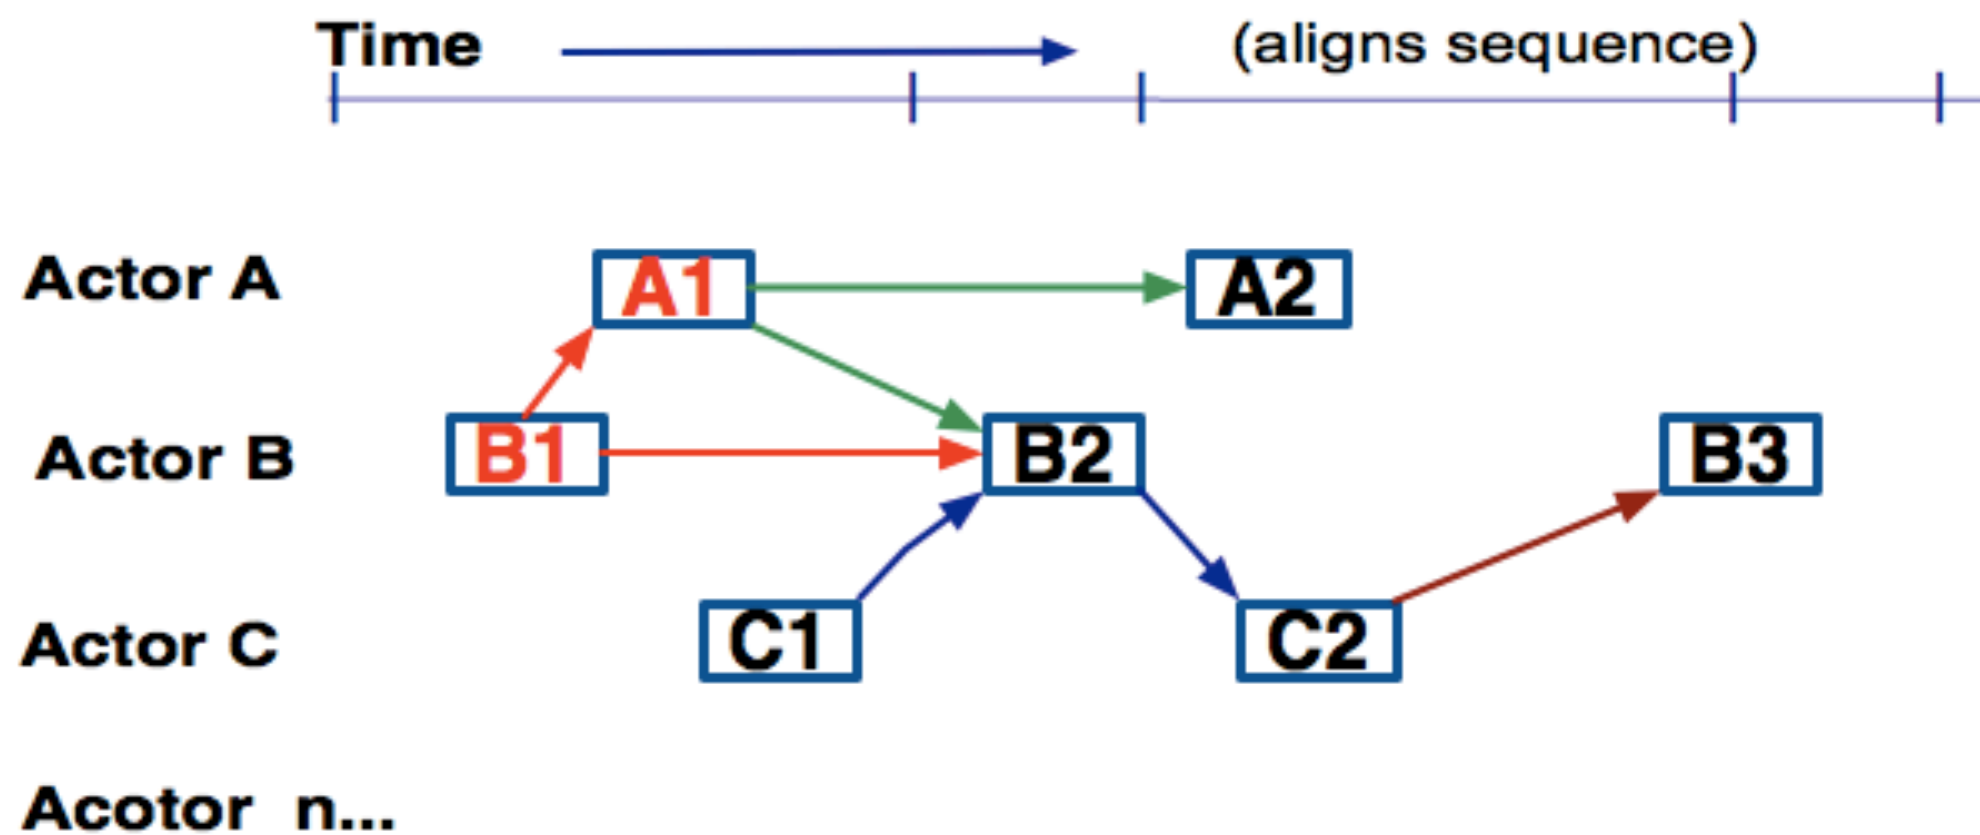 Time (aligns sequence)
Actor A A1 A2
Actor B B1 B2 B3
Actor C C1 C2
Acotor n...